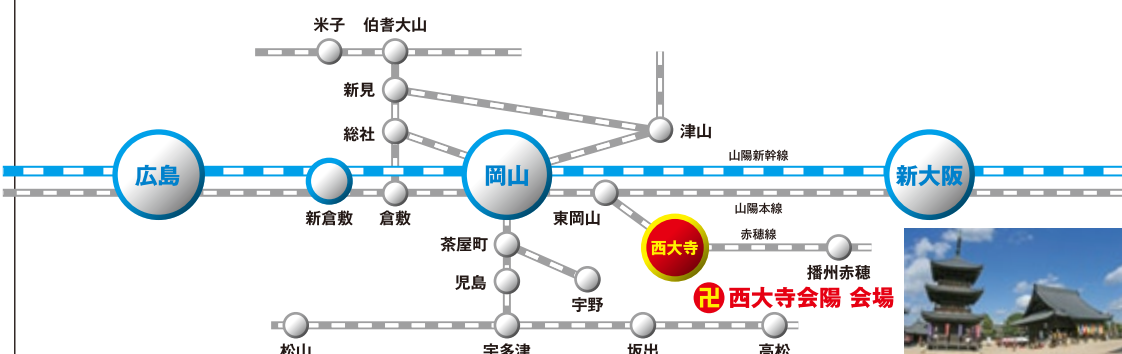 米子
伯耆大山
新見
総社
津山
山陽新幹線
広島
岡山
新大阪
新倉敷
倉敷
東岡山
山陽本線
西大寺
赤穂線
茶屋町
播州赤穂
児島
宇野
卍 西大寺会陽 会場
松山
宇多津
坂出
高松